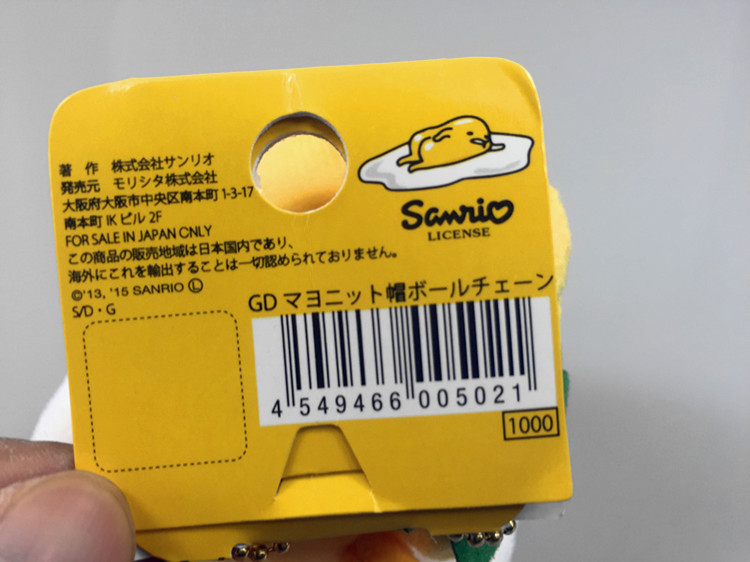 著 作 株式会社サンリオ
発売元 モリシタ株式会社
大阪府大阪市中央区南本町1-3-17
南本町IKビル2F
FOR SALE IN JAPAN ONLY
この商品の販売地域は日本国内であり、
海外にこれを輸出することは一切認められておりません。
©'13, '15 SANRIO Ⓛ
S/D・G
Sanrio
LICENSE
GD マヨニット帽ボールチェーン
4 549466 005021
1000